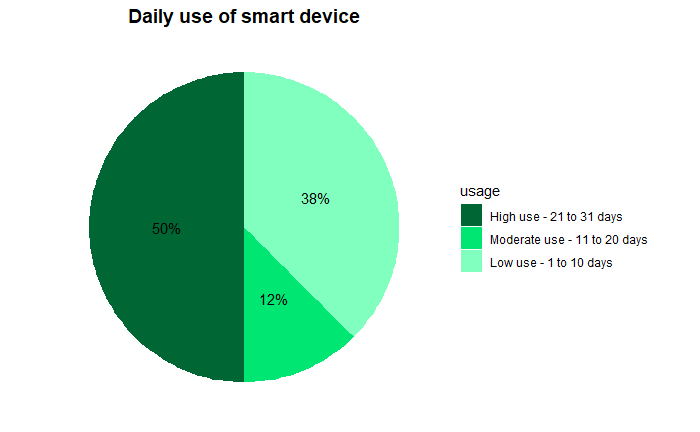 Daily use of smart device
38%
50%
12%
usage
High use - 21 to 31 days
Moderate use - 11 to 20 days
Low use - 1 to 10 days